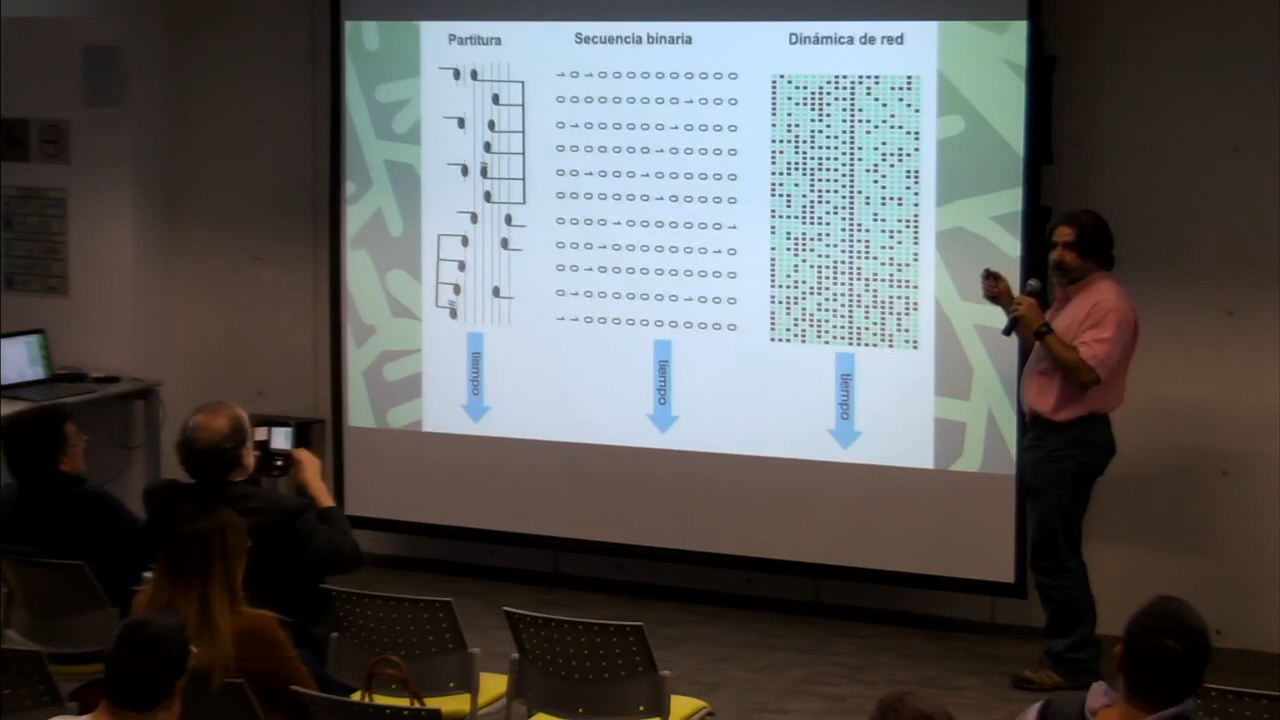 Partitura
Secuencia binaria
Dinámica de red
1 0 1 0 0 0 0 0 0 0 0 0 0
0 0 0 0 0 0 0 0 0 1 0 0 0
0 1 0 0 0 0 0 0 1 0 0 0 0
0 0 0 0 0 0 0 1 0 0 0 0 0
0 1 0 0 0 0 1 0 0 0 0 0 0
0 0 0 0 0 0 0 1 0 0 0 0 0
0 0 0 0 1 0 0 0 0 0 0 0 1
0 0 0 1 0 0 0 0 0 0 0 1 0
0 0 1 0 0 0 0 0 0 0 0 0 0
0 1 0 0 0 0 0 0 0 1 0 0 0
1 1 0 0 0 0 0 0 0 0 0 0 0
tiempo
tiempo
tiempo